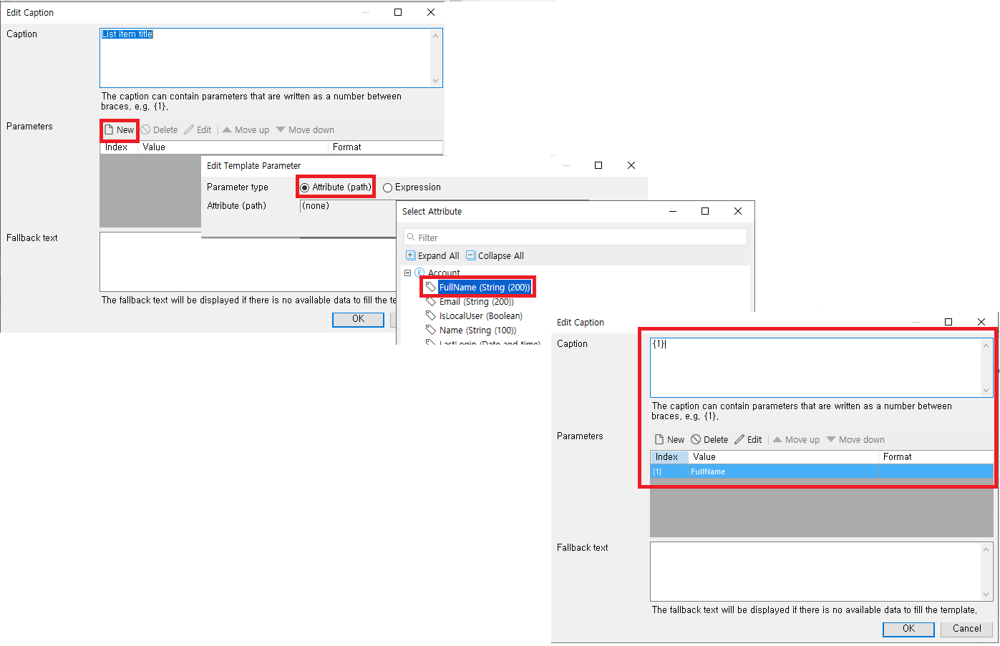 Edit Caption
Caption
List item title
The caption can contain parameters that are written as a number between
braces, e.g. {1}.
Parameters
New Delete Edit Move up Move down
Index Value Format
Fallback text
The fallback text will be displayed if there is no available data to fill the te
OK
Edit Template Parameter
Parameter type Attribute (path) Expression
Attribute (path) (none)
Select Attribute
Filter
Expand All Collapse All
Account
FullName (String (200))
Email (String (200))
IsLocalUser (Boolean)
Name (String (100))
LastLogin (Date and time)
Edit Caption
Caption
{1}
The caption can contain parameters that are written as a number between
braces, e.g. {1}.
Parameters
New Delete Edit Move up Move down
Index Value Format
{1} FullName
Fallback text
The fallback text will be displayed if there is no available data to fill the template.
OK Cancel